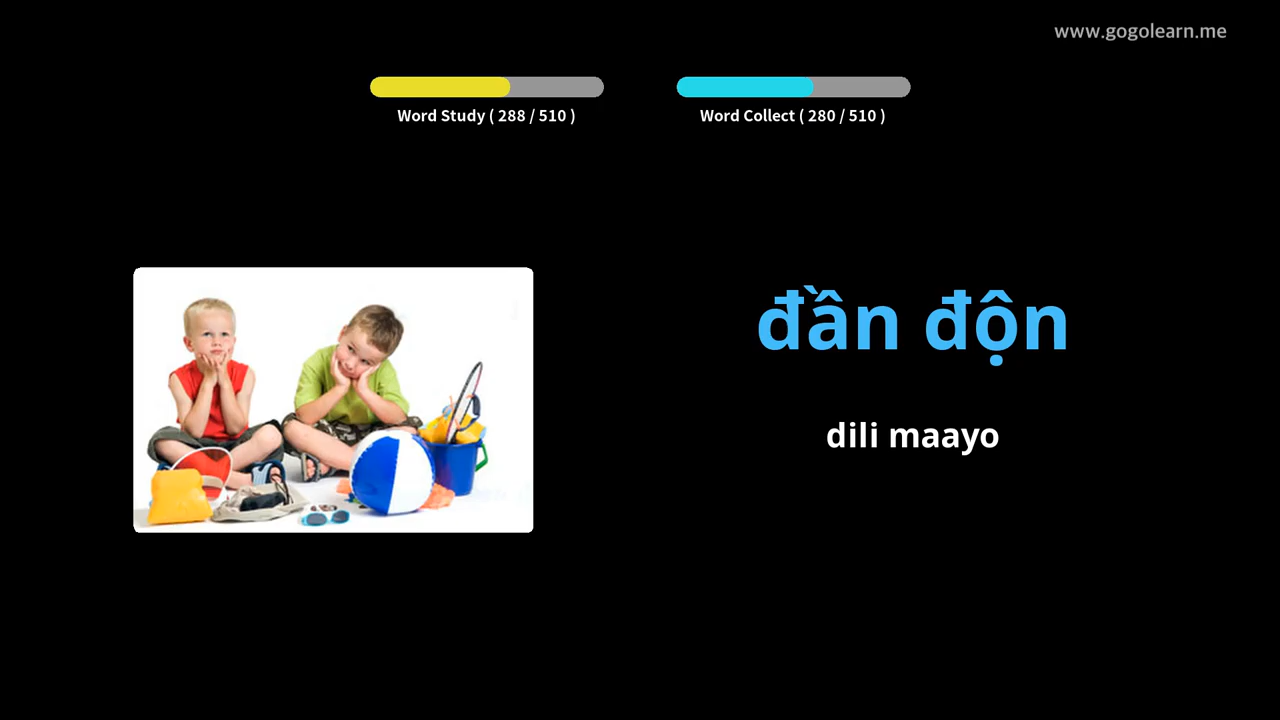 www.gogolearn.me
Word Study ( 288 / 510 )
Word Collect ( 280 / 510 )
đần độn
dili maayo